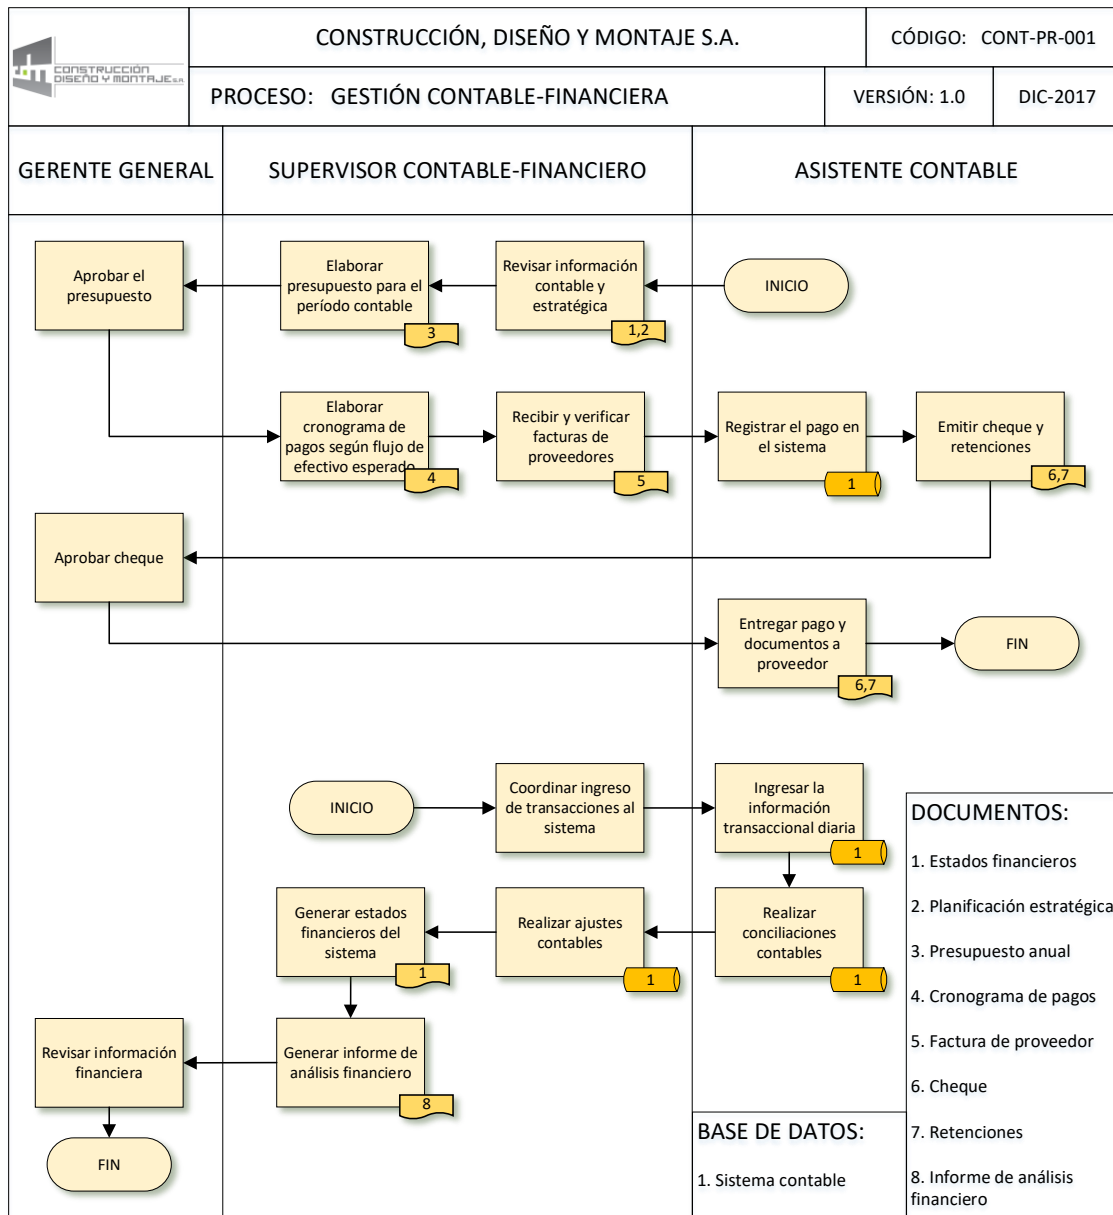 CONSTRUCCIÓN
DISEÑO Y MONTAJE S.A.
CONSTRUCCIÓN, DISEÑO Y MONTAJE S.A.
CÓDIGO: CONT-PR-001
PROCESO: GESTIÓN CONTABLE-FINANCIERA
VERSIÓN: 1.0
DIC-2017
GERENTE GENERAL
SUPERVISOR CONTABLE-FINANCIERO
ASISTENTE CONTABLE
Aprobar el
presupuesto
Elaborar
presupuesto para el
período contable
3
Revisar información
contable y
estratégica
1,2
INICIO
Elaborar
cronograma de
pagos según flujo de
efectivo esperado
4
Recibir y verificar
facturas de
proveedores
5
Registrar el pago en
el sistema
1
Emitir cheque y
retenciones
6,7
Aprobar cheque
Entregar pago y
documentos a
proveedor
6,7
FIN
INICIO
Coordinar ingreso
de transacciones al
sistema
Ingresar la
información
transaccional diaria
1
Generar estados
financieros del
sistema
1
Realizar ajustes
contables
1
Realizar
conciliaciones
contables
1
Revisar información
financiera
Generar informe de
análisis financiero
8
FIN
BASE DE DATOS:
1. Sistema contable
DOCUMENTOS:
1. Estados financieros
2. Planificación estratégica
3. Presupuesto anual
4. Cronograma de pagos
5. Factura de proveedor
6. Cheque
7. Retenciones
8. Informe de análisis
financiero